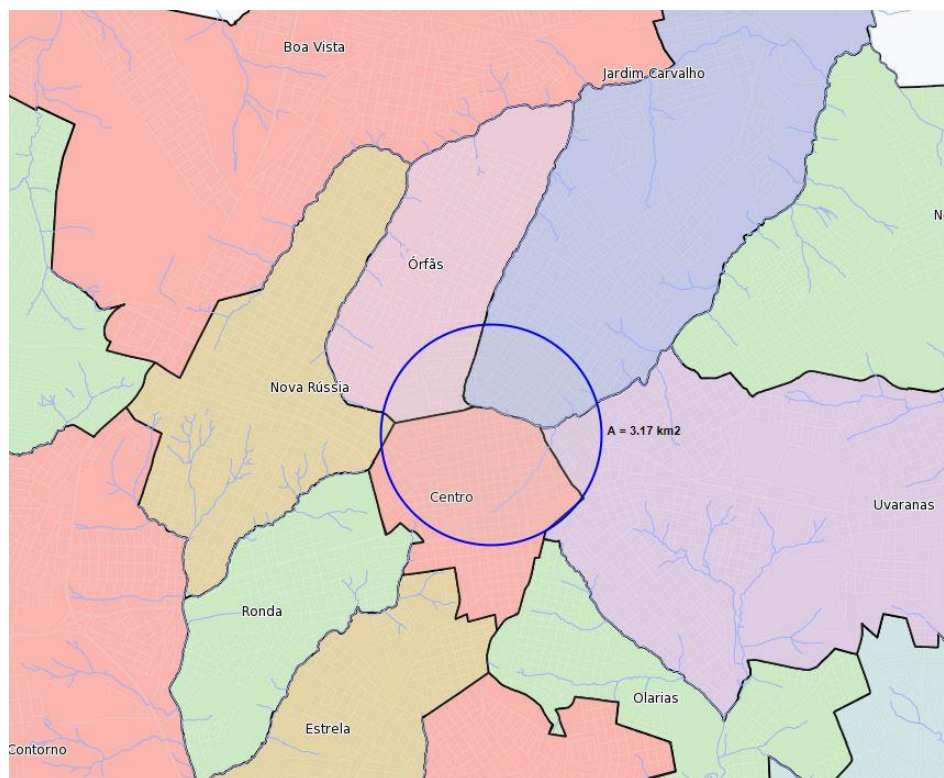 Boa Vista
Jardim Carvalho
Órfãs
Nova Rússia
A = 3.17 km2
Centro
Uvaranas
Ronda
Olarias
Estrela
Contorno